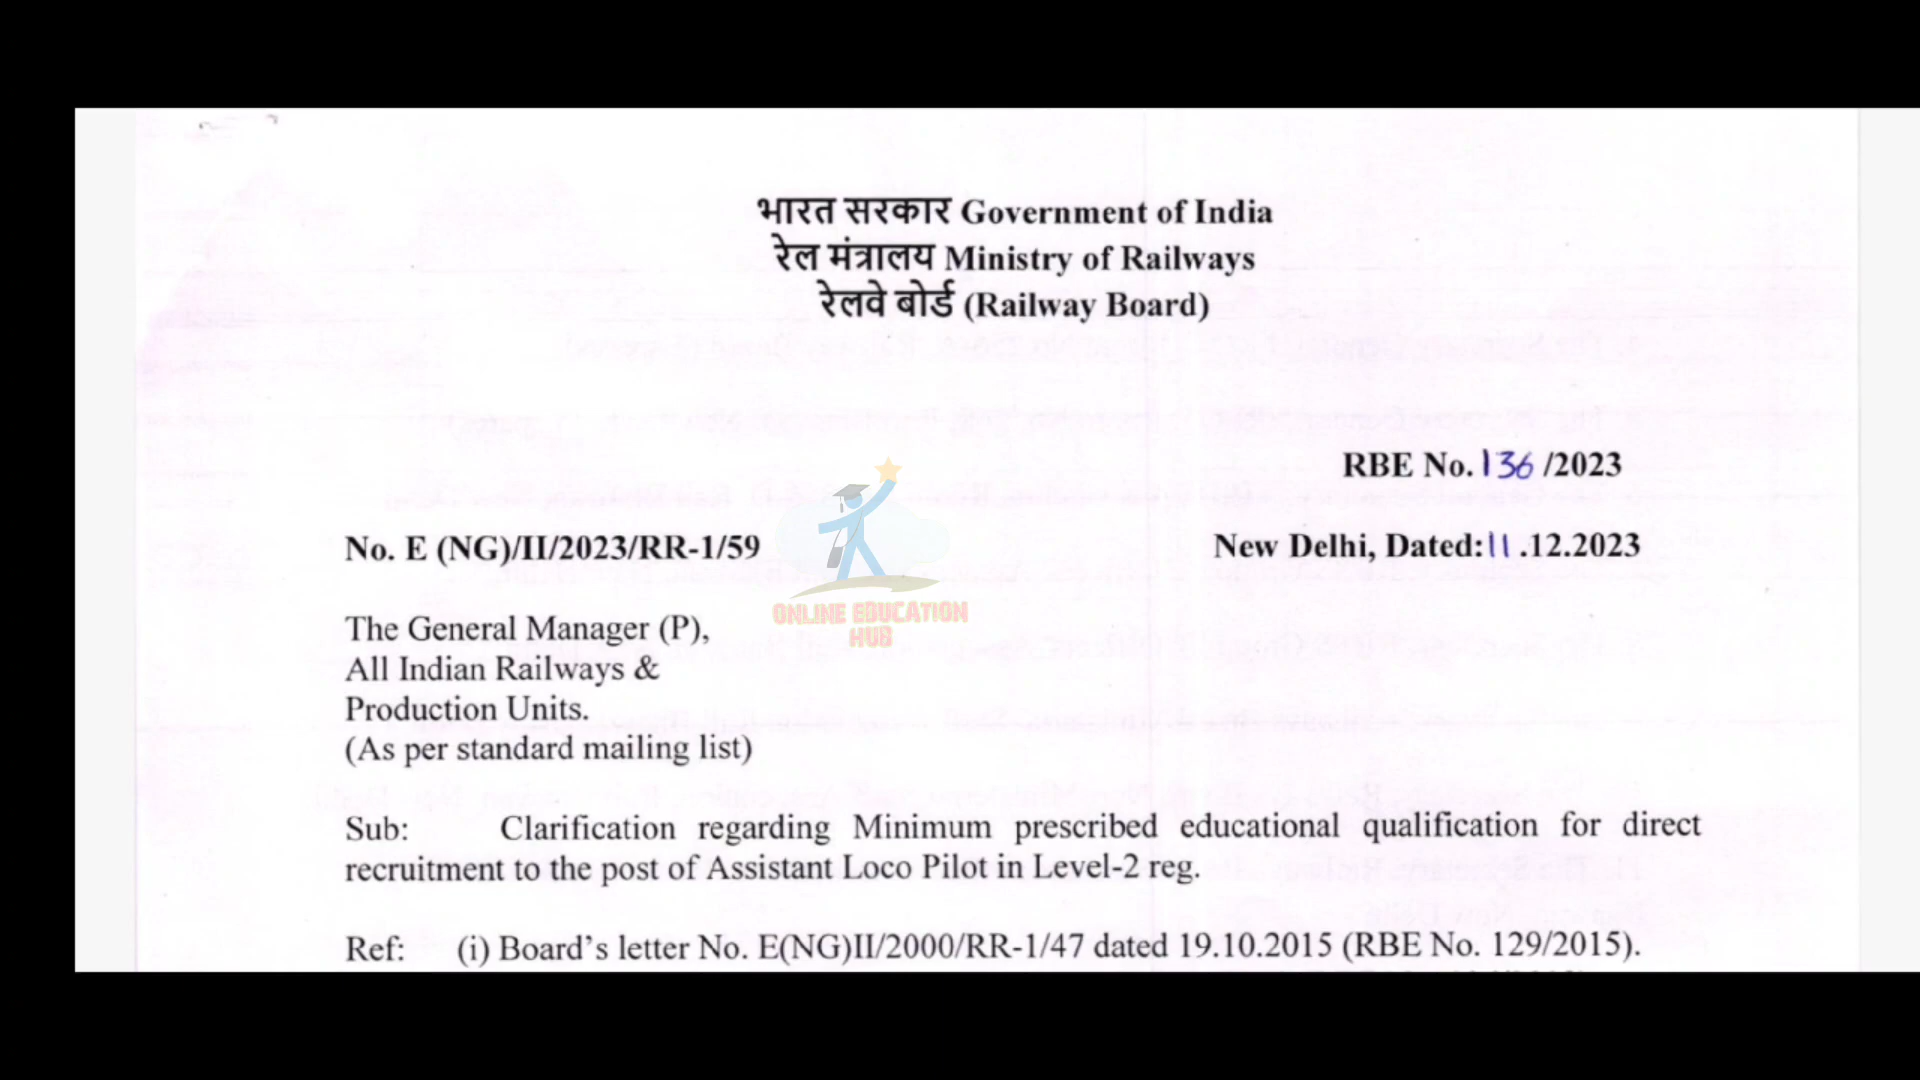 भारत सरकार Government of India
रेल मंत्रालय Ministry of Railways
रेलवे बोर्ड (Railway Board)
RBE No. 136 /2023
No. E (NG)/II/2023/RR-1/59
New Delhi, Dated: 11 .12.2023
ONLINE EDUCATION
HUB
The General Manager (P),
All Indian Railways &
Production Units.
(As per standard mailing list)
Sub: Clarification regarding Minimum prescribed educational qualification for direct
recruitment to the post of Assistant Loco Pilot in Level-2 reg.
Ref: (i) Board's letter No. E(NG)II/2000/RR-1/47 dated 19.10.2015 (RBE No. 129/2015).